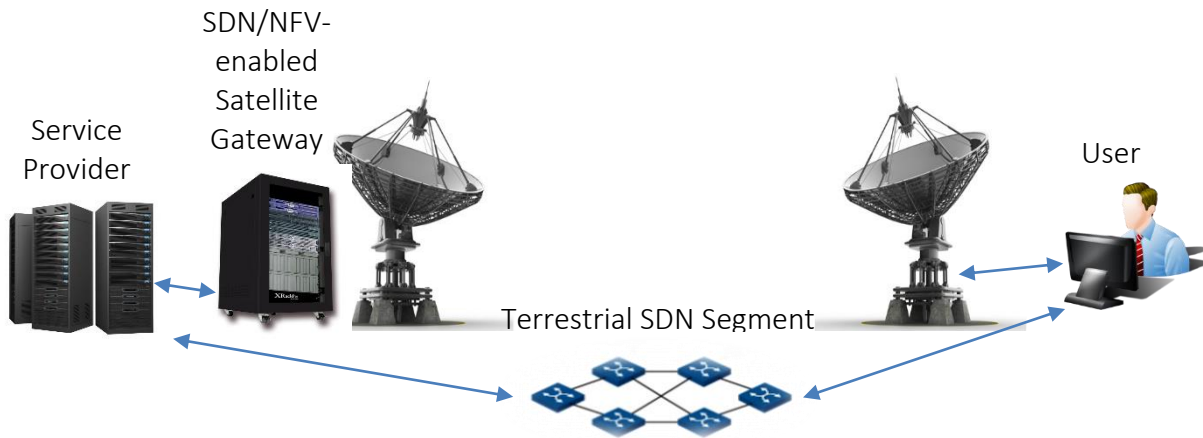 SDN/NFV-
enabled
Satellite
Gateway
Service
Provider
User
Terrestrial SDN Segment